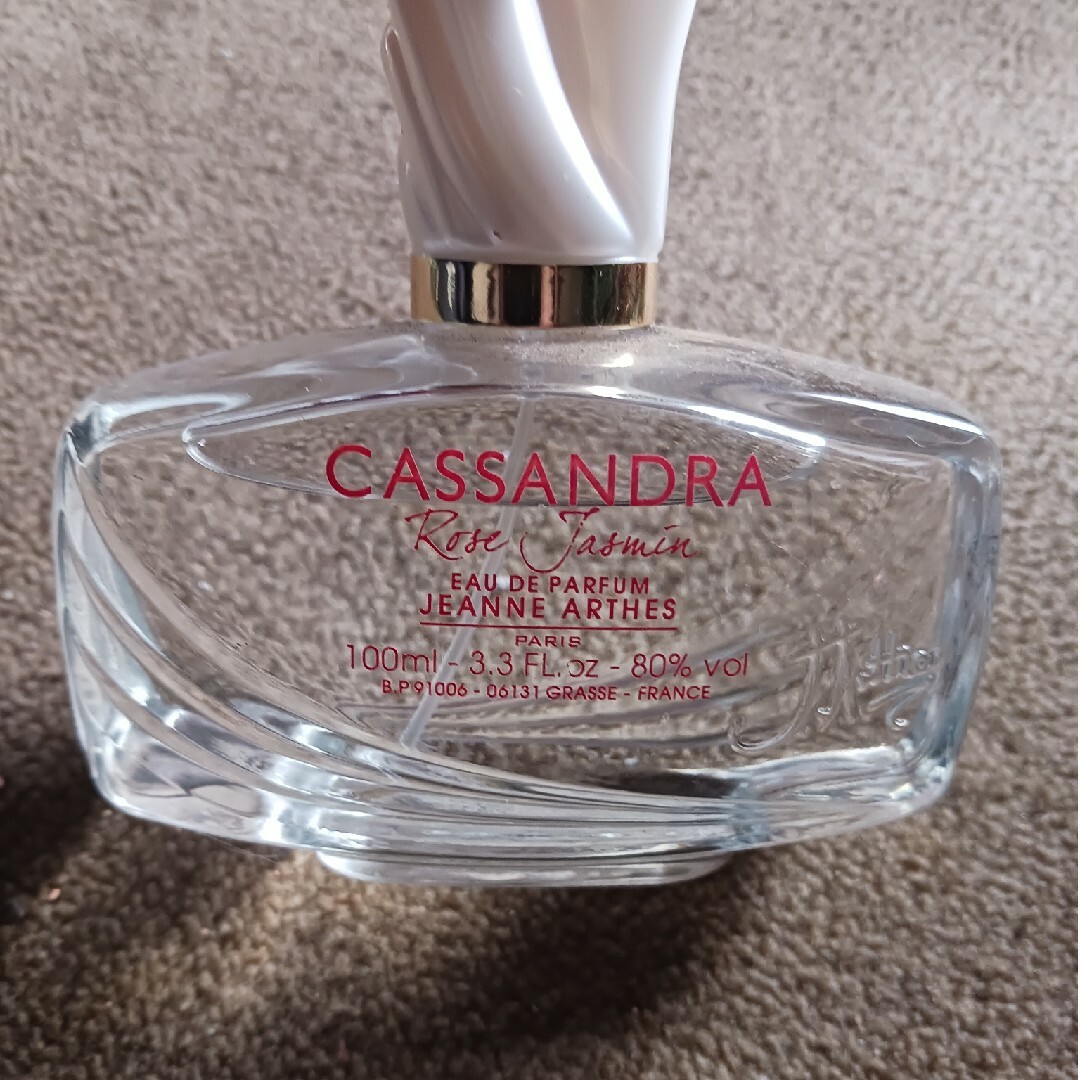 CASSANDRA
Rose Jasmin
EAU DE PARFUM
JEANNE ARTHES
PARIS
100ml - 3.3 FL.oz - 80% vol
B.P 91006 - 06131 GRASSE - FRANCE